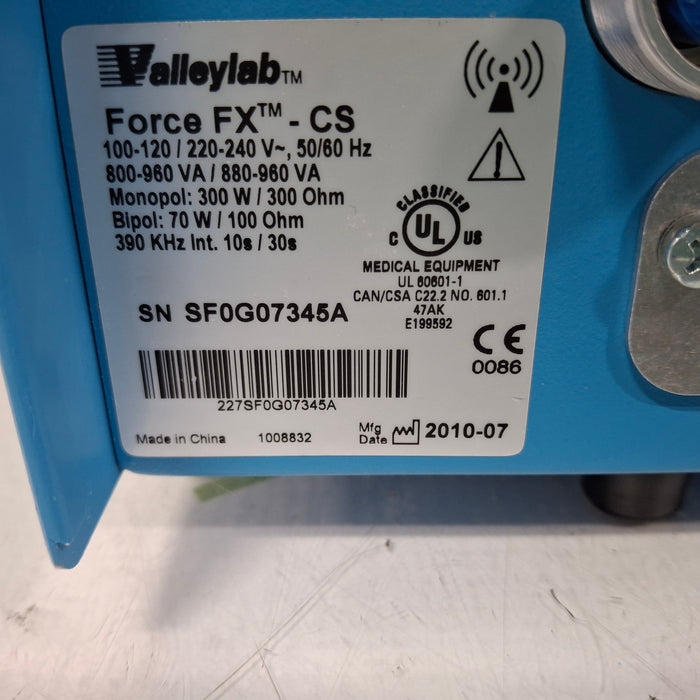 Valleylab™
Force FX™ - CS
100-120 / 220-240 V~, 50/60 Hz
800-960 VA / 880-960 VA
Monopol: 300 W / 300 Ohm
Bipol: 70 W / 100 Ohm
390 KHz Int. 10s / 30s
CLASSIFIED
C UL US
MEDICAL EQUIPMENT
UL 60601-1
CAN/CSA C22.2 NO. 601.1
47AK
E199592
SN SF0G07345A
CE
0086
227SF0G07345A
Made in China 1008832
Mfg Date 2010-07